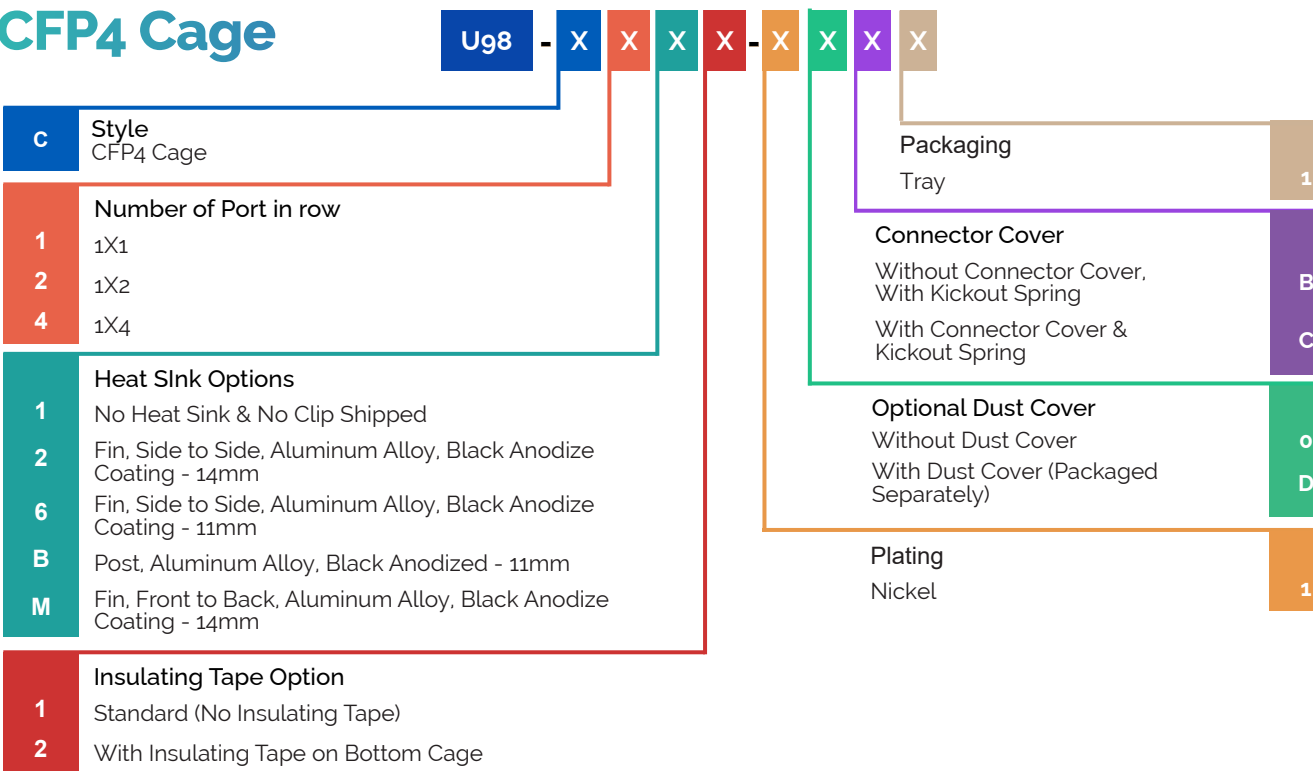 CFP4 Cage
U98 - X X X X - X X X X
C
Style
CFP4 Cage
Number of Port in row
1 1X1
2 1X2
4 1X4
Heat SInk Options
1 No Heat Sink & No Clip Shipped
2 Fin, Side to Side, Aluminum Alloy, Black Anodize
Coating - 14mm
6 Fin, Side to Side, Aluminum Alloy, Black Anodize
Coating - 11mm
B Post, Aluminum Alloy, Black Anodized - 11mm
M Fin, Front to Back, Aluminum Alloy, Black Anodize
Coating - 14mm
Insulating Tape Option
1 Standard (No Insulating Tape)
2 With Insulating Tape on Bottom Cage
Packaging
Tray 1
Connector Cover
Without Connector Cover,
With Kickout Spring B
With Connector Cover &
Kickout Spring C
Optional Dust Cover
Without Dust Cover 0
With Dust Cover (Packaged
Separately) D
Plating
Nickel 1